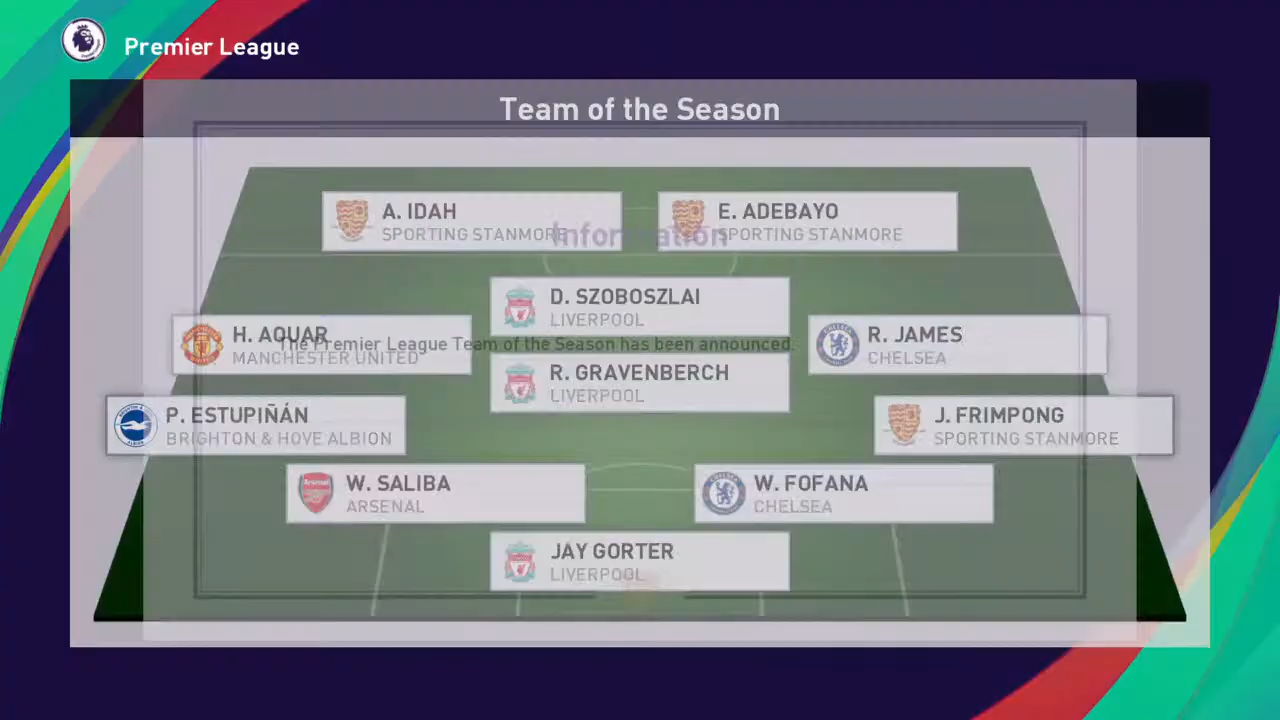 Premier League
Team of the Season
A. IDAH
SPORTING STANMORE
E. ADEBAYO
SPORTING STANMORE
Information
D. SZOBOSZLAI
LIVERPOOL
H. AOUAR
MANCHESTER UNITED
R. JAMES
CHELSEA
The Premier League Team of the Season has been announced.
R. GRAVENBERCH
LIVERPOOL
P. ESTUPIÑÁN
BRIGHTON & HOVE ALBION
J. FRIMPONG
SPORTING STANMORE
W. SALIBA
ARSENAL
W. FOFANA
CHELSEA
JAY GORTER
LIVERPOOL